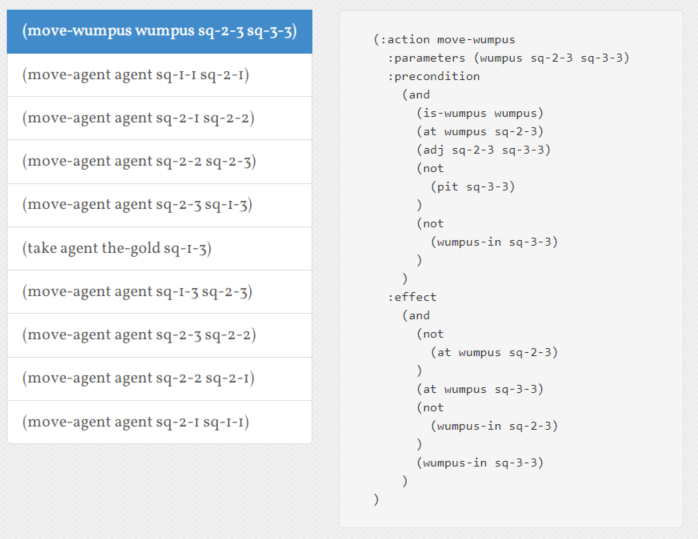 (move-wumpus wumpus sq-2-3 sq-3-3)
(move-agent agent sq-1-1 sq-2-1)
(move-agent agent sq-2-1 sq-2-2)
(move-agent agent sq-2-2 sq-2-3)
(move-agent agent sq-2-3 sq-1-3)
(take agent the-gold sq-1-3)
(move-agent agent sq-1-3 sq-2-3)
(move-agent agent sq-2-3 sq-2-2)
(move-agent agent sq-2-2 sq-2-1)
(move-agent agent sq-2-1 sq-1-1)
(:action move-wumpus
  :parameters (wumpus sq-2-3 sq-3-3)
  :precondition
    (and
      (is-wumpus wumpus)
      (at wumpus sq-2-3)
      (adj sq-2-3 sq-3-3)
      (not
        (pit sq-3-3)
      )
      (not
        (wumpus-in sq-3-3)
      )
    )
  :effect
    (and
      (not
        (at wumpus sq-2-3)
      )
      (at wumpus sq-3-3)
      (not
        (wumpus-in sq-2-3)
      )
      (wumpus-in sq-3-3)
    )
)